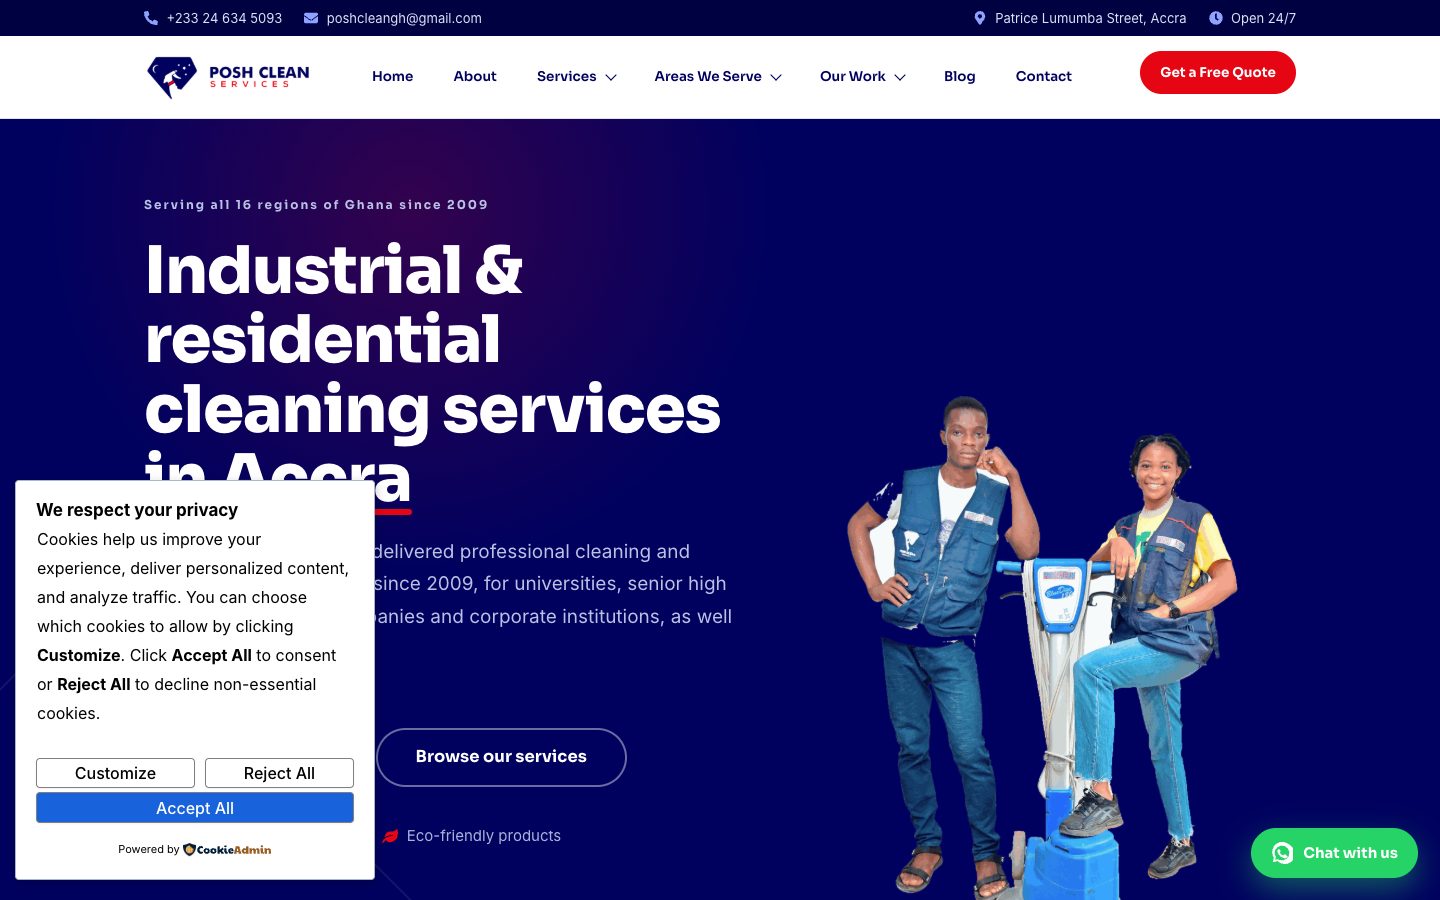 +233 24 634 5093
poshcleangh@gmail.com
Patrice Lumumba Street, Accra
Open 24/7
POSH CLEAN
SERVICES
Home
About
Services
Areas We Serve
Our Work
Blog
Contact
Get a Free Quote
Serving all 16 regions of Ghana since 2009
Industrial &
residential
cleaning services
in Accra
delivered professional cleaning and
since 2009, for universities, senior high
and corporate institutions, as well
We respect your privacy
Cookies help us improve your
experience, deliver personalized content,
and analyze traffic. You can choose
which cookies to allow by clicking
Customize. Click Accept All to consent
or Reject All to decline non-essential
cookies.
Customize
Reject All
Accept All
Powered by CookieAdmin
Browse our services
Eco-friendly products
Chat with us